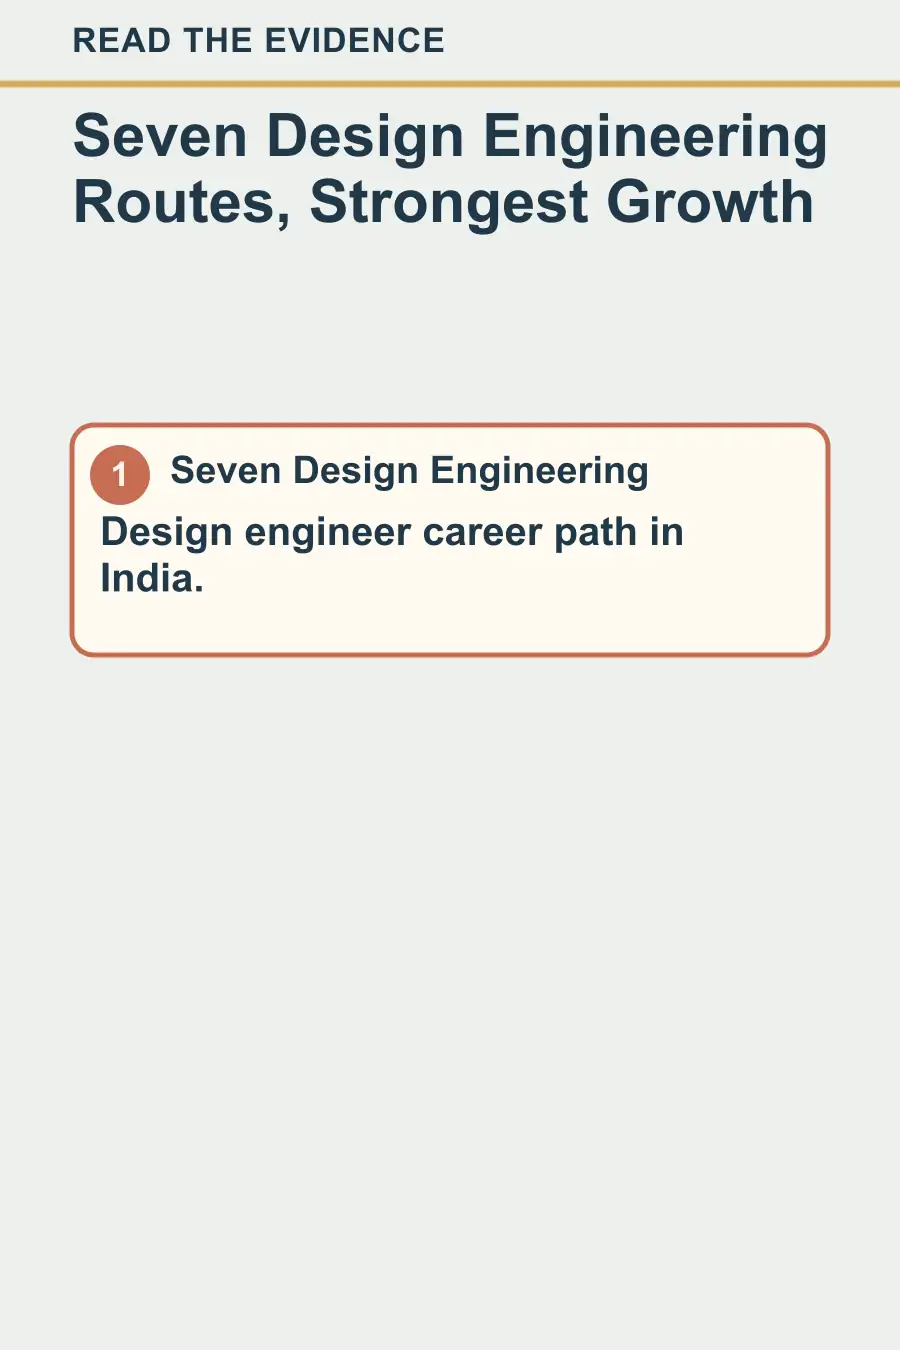 READ THE EVIDENCE
Seven Design Engineering
Routes, Strongest Growth
1 Seven Design Engineering
Design engineer career path in
India.